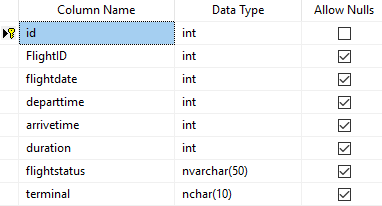 Column Name Data Type Allow Nulls
id int
FlightID int
flightdate int
departtime int
arrivetime int
duration int
flightstatus nvarchar(50)
terminal nchar(10)